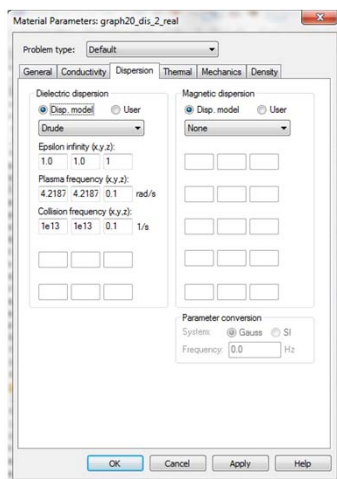 Material Parameters: graph20_dis_2_real
Problem type: Default
General Conductivity Dispersion Thermal Mechanics Density
Dielectric dispersion
Disp. model User
Drude
Epsilon infinity (x,y,z):
1.0 1.0 1
Plasma frequency (x,y,z):
4.2187 4.2187 0.1 rad/s
Collision frequency (x,y,z):
1e13 1e13 0.1 1/s
Magnetic dispersion
Disp. model User
None
Parameter conversion
System: Gauss SI
Frequency: 0.0 Hz
OK Cancel Apply Help